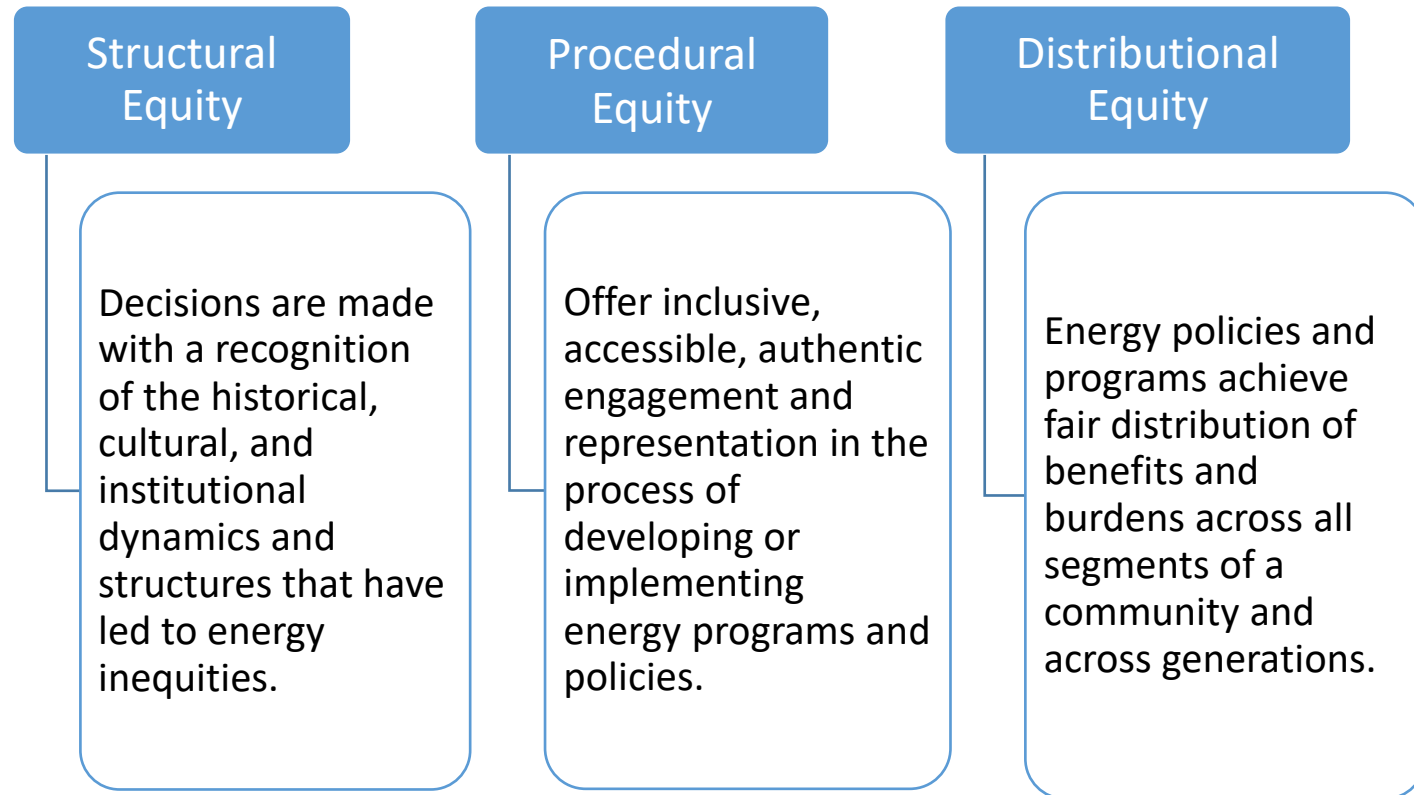 Structural
Equity
Decisions are made
with a recognition
of the historical,
cultural, and
institutional
dynamics and
structures that have
led to energy
inequities.
Procedural
Equity
Offer inclusive,
accessible, authentic
engagement and
representation in the
process of
developing or
implementing
energy programs and
policies.
Distributional
Equity
Energy policies and
programs achieve
fair distribution of
benefits and
burdens across all
segments of a
community and
across generations.